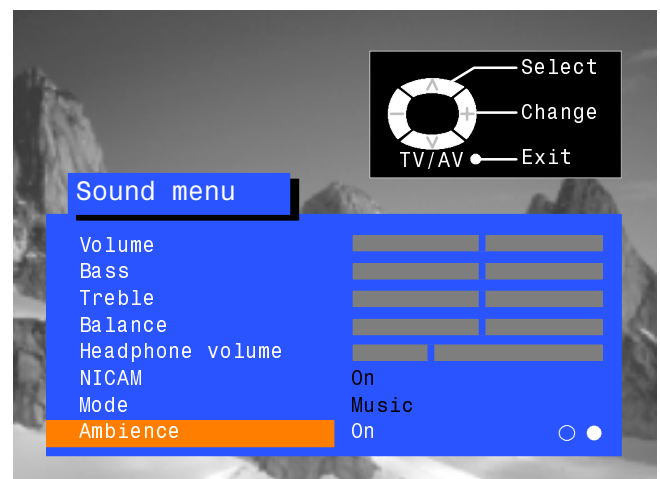 Select
Change
TV/AV Exit
Sound menu
Volume
Bass
Treble
Balance
Headphone volume
NICAM On
Mode Music
Ambience On